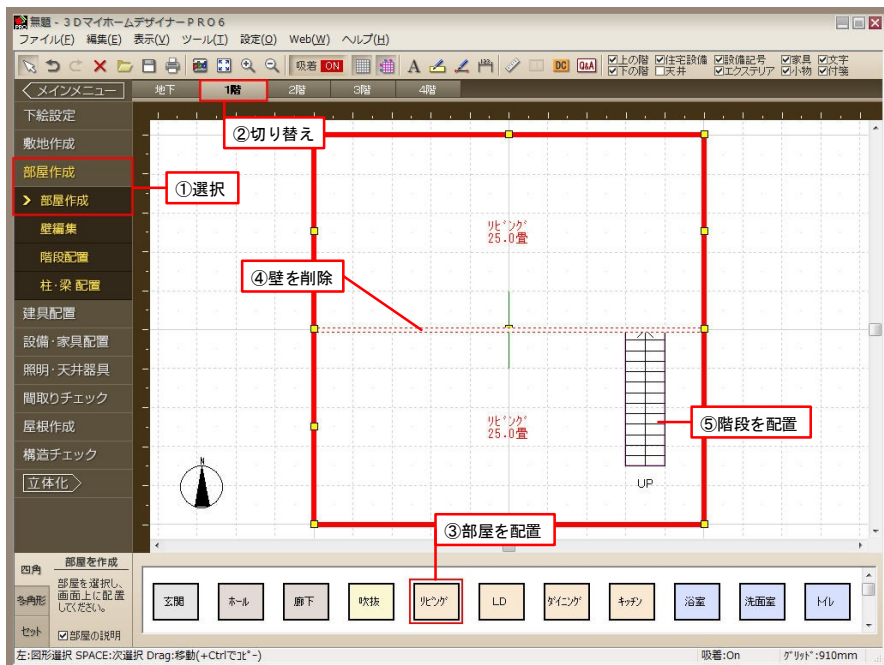 無題 - ３ＤマイホームデザイナーＰＲＯ６
ファイル(F) 編集(E) 表示(V) ツール(T) 設定(O) Web(W) ヘルプ(H)
吸着 ON A DC Q&A
上の階 住宅設備 設備記号 家具 文字
下の階 天井 エクステリア 小物 付箋
メインメニュー
地下 1階 2階 3階 4階
下絵設定
②切り替え
敷地作成
部屋作成
①選択
部屋作成
壁編集
階段配置
柱･梁 配置
建具配置
設備･家具配置
照明･天井器具
間取りチェック
屋根作成
構造チェック
立体化
ﾘﾋﾞﾝｸﾞ
25.0畳
④壁を削除
ﾘﾋﾞﾝｸﾞ
25.0畳
⑤階段を配置
N
UP
③部屋を配置
四角
多角形
セット
部屋を作成
部屋を選択し、
画面上に配置
してください。
部屋の説明
玄関 ホール 廊下 吹抜 ﾘﾋﾞﾝｸﾞ LD ﾀﾞｲﾆﾝｸﾞ キッチン 浴室 洗面室 トイレ
左:図形選択 SPACE:次選択 Drag:移動(+Ctrlでｺﾋﾟｰ) 吸着:On ｸﾞﾘｯﾄﾞ:910mm